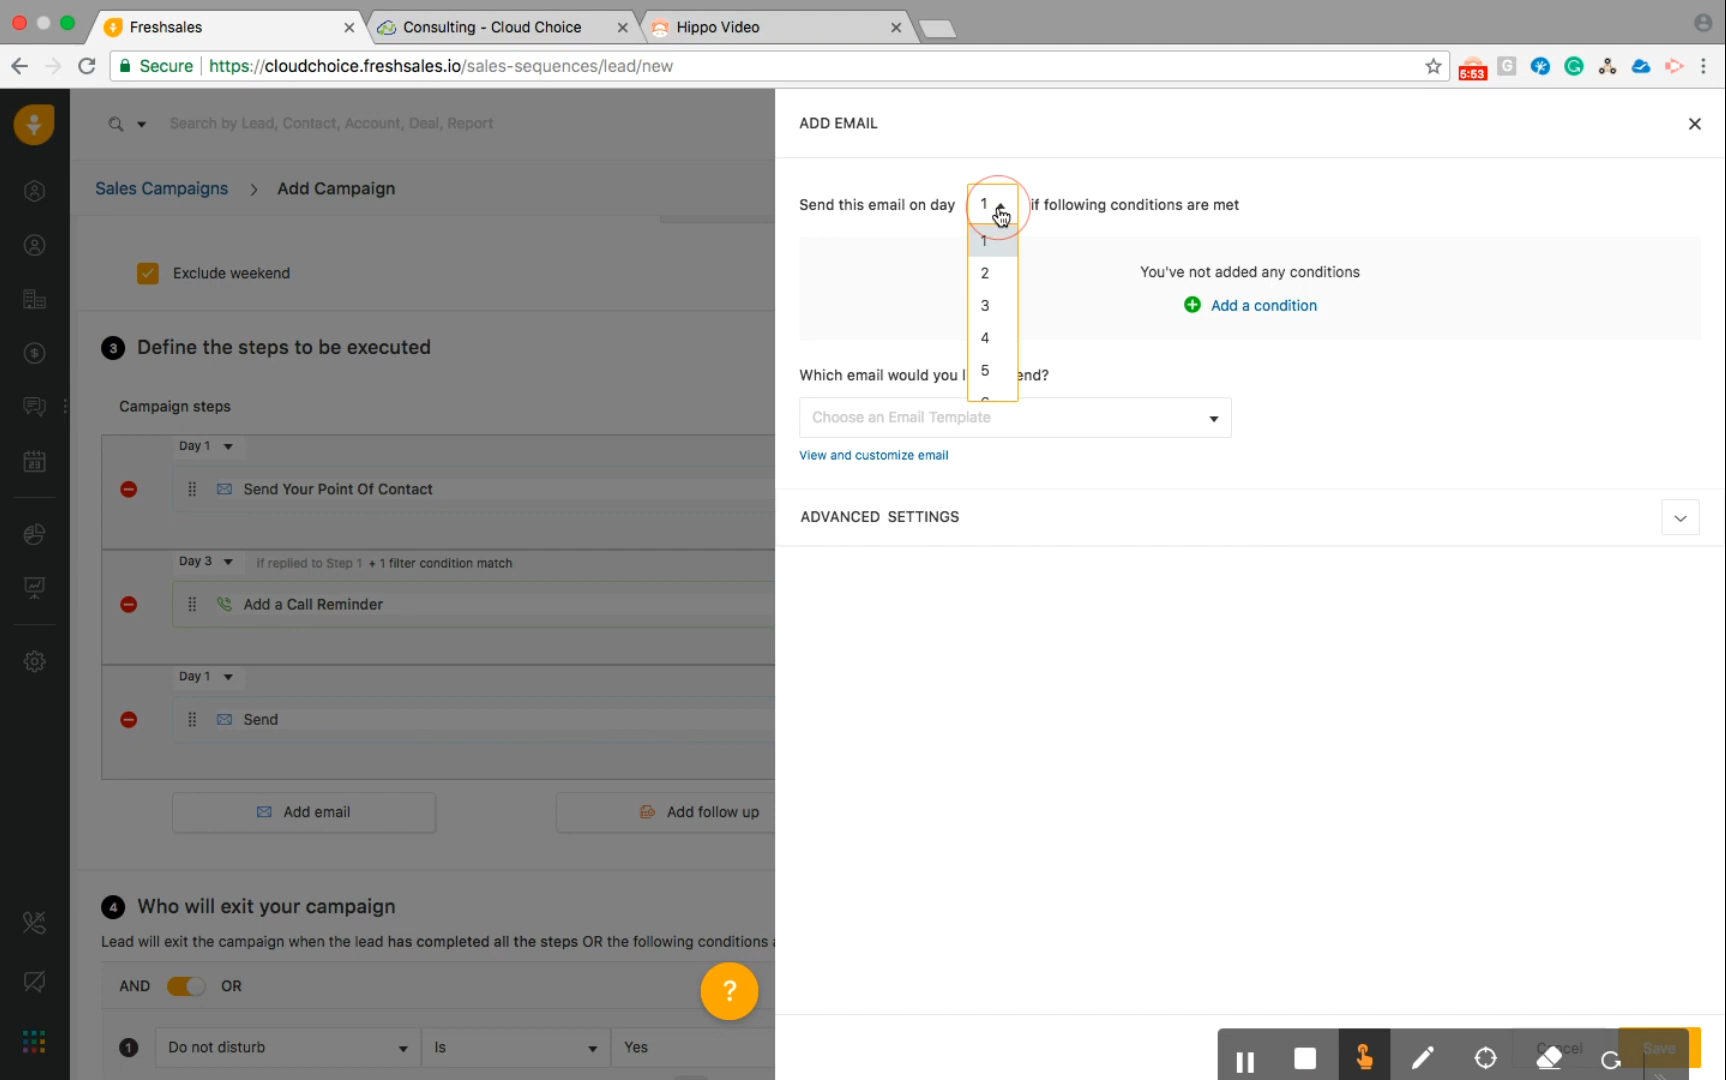 Freshsales
Consulting - Cloud Choice
Hippo Video
Secure
https://cloudchoice.freshsales.io/sales-sequences/lead/new
5:53
G
Search by Lead, Contact, Account, Deal, Report
Sales Campaigns > Add Campaign
Exclude weekend
3 Define the steps to be executed
Campaign steps
Day 1
Send Your Point Of Contact
Day 3 if replied to Step 1 + 1 filter condition match
Add a Call Reminder
Day 1
Send
Add email
Add follow up
4 Who will exit your campaign
Lead will exit the campaign when the lead has completed all the steps OR the following conditions
AND OR
1 Do not disturb Is Yes
?
23
ADD EMAIL
Send this email on day 1 if following conditions are met
1
2
3
4
5
You've not added any conditions
Add a condition
Which email would you
end?
Choose an Email Template
View and customize email
ADVANCED SETTINGS
Save